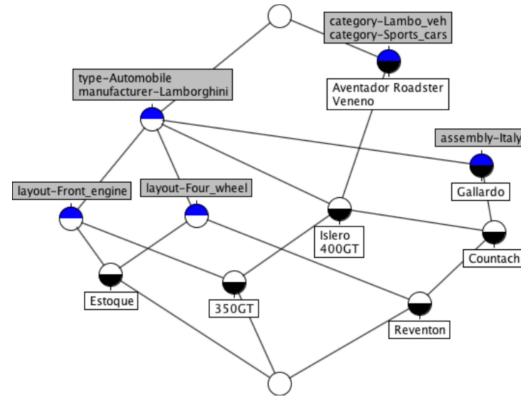 category-Lambo_veh
category-Sports_cars
type-Automobile
manufacturer-Lamborghini
Aventador Roadster
Veneno
assembly-Italy
layout-Front_engine
layout-Four_wheel
Gallardo
Islero
400GT
Countach
Estoque
350GT
Reventon